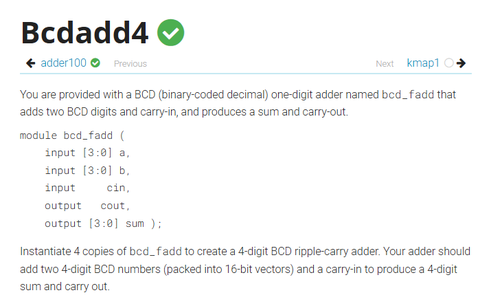 Bcdadd4
adder100 Previous Next kmap1
You are provided with a BCD (binary-coded decimal) one-digit adder named bcd_fadd that
adds two BCD digits and carry-in, and produces a sum and carry-out.
module bcd_fadd (
    input [3:0] a,
    input [3:0] b,
    input     cin,
    output   cout,
    output [3:0] sum );
Instantiate 4 copies of bcd_fadd to create a 4-digit BCD ripple-carry adder. Your adder should
add two 4-digit BCD numbers (packed into 16-bit vectors) and a carry-in to produce a 4-digit
sum and carry out.